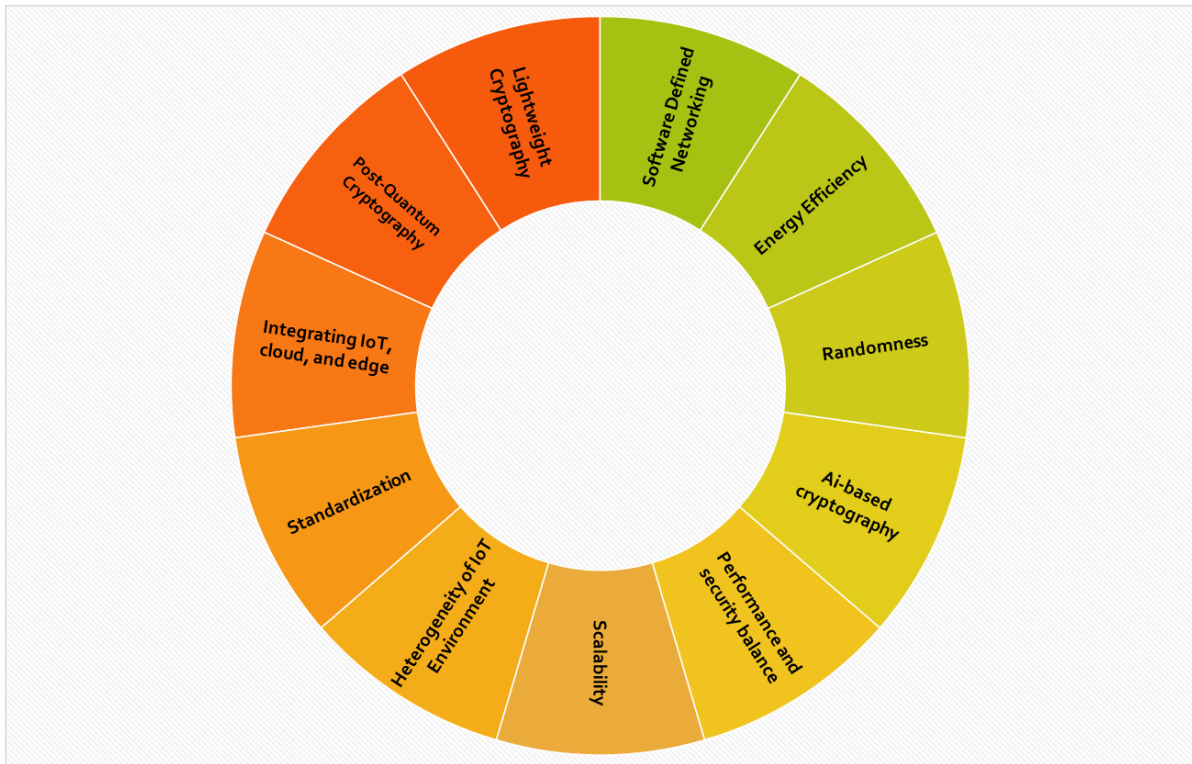 Software Defined
Networking
Energy Efficiency
Randomness
Ai-based
cryptography
Performance and
security balance
Scalability
Heterogeneity of IoT
Environment
Standardization
Integrating IoT,
cloud, and edge
Post-Quantum
Cryptography
Lightweight
Cryptography